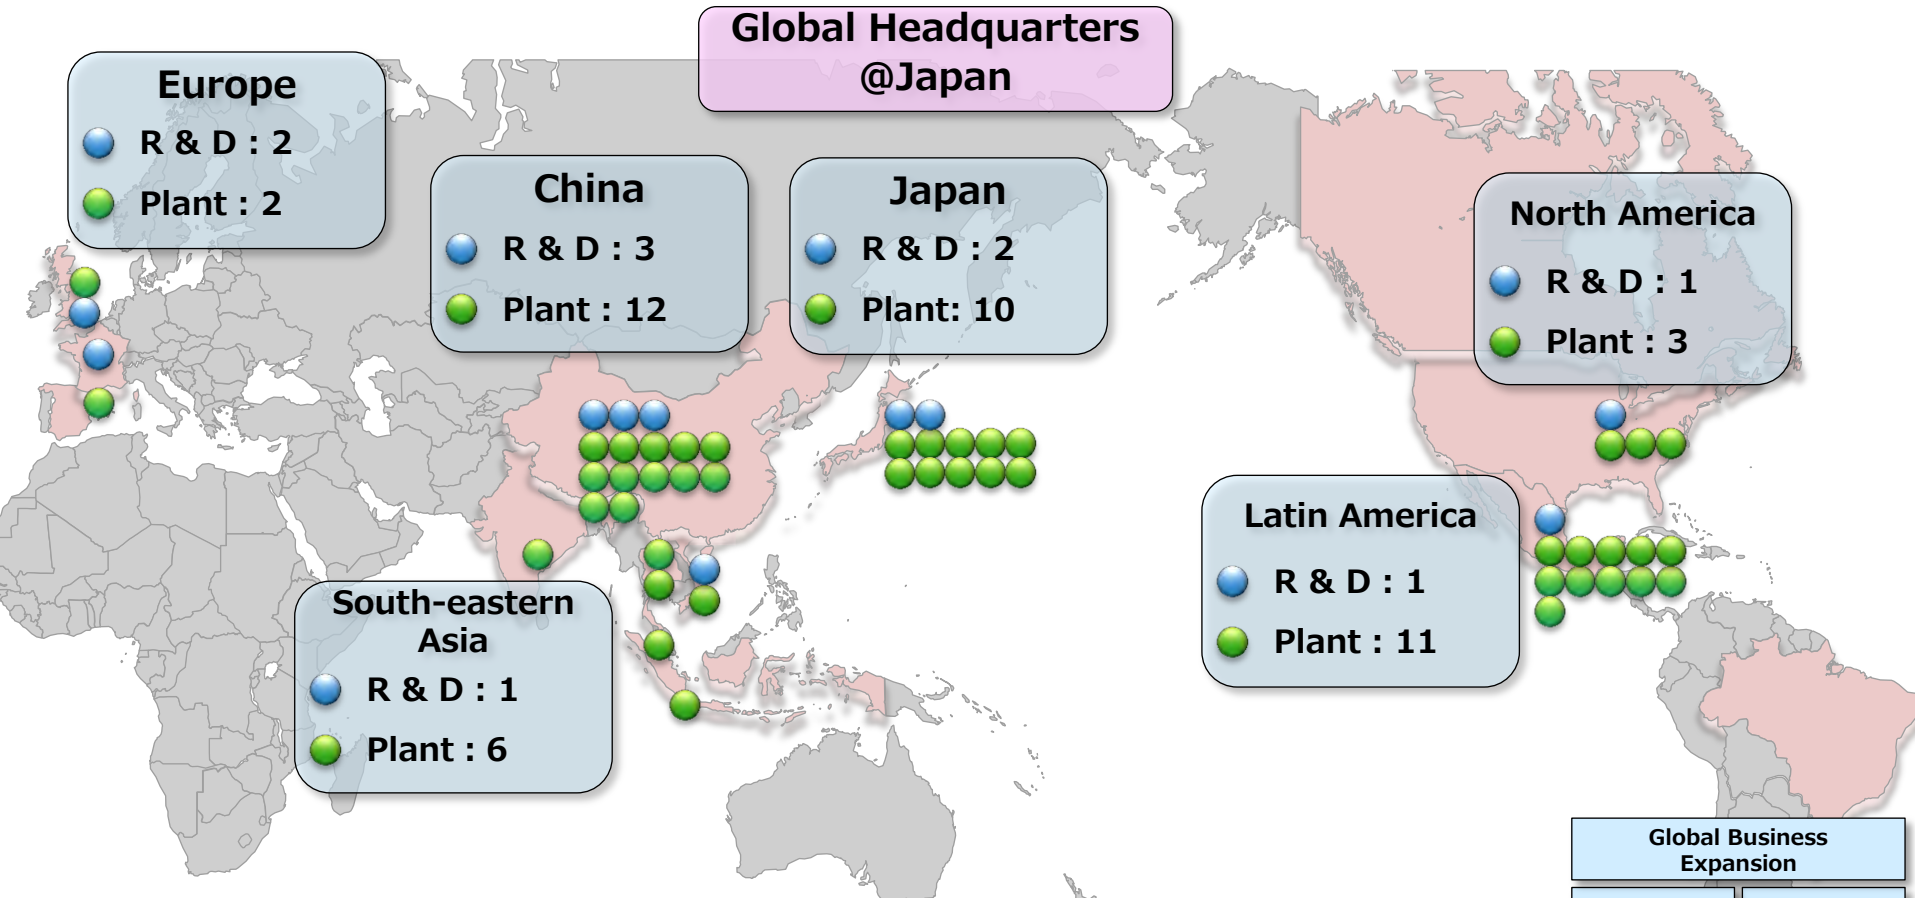 Global Headquarters
@Japan
Europe
R & D : 2
Plant : 2
China
R & D : 3
Plant : 12
Japan
R & D : 2
Plant: 10
North America
R & D : 1
Plant : 3
Latin America
R & D : 1
Plant : 11
South-eastern
Asia
R & D : 1
Plant : 6
Global Business
Expansion